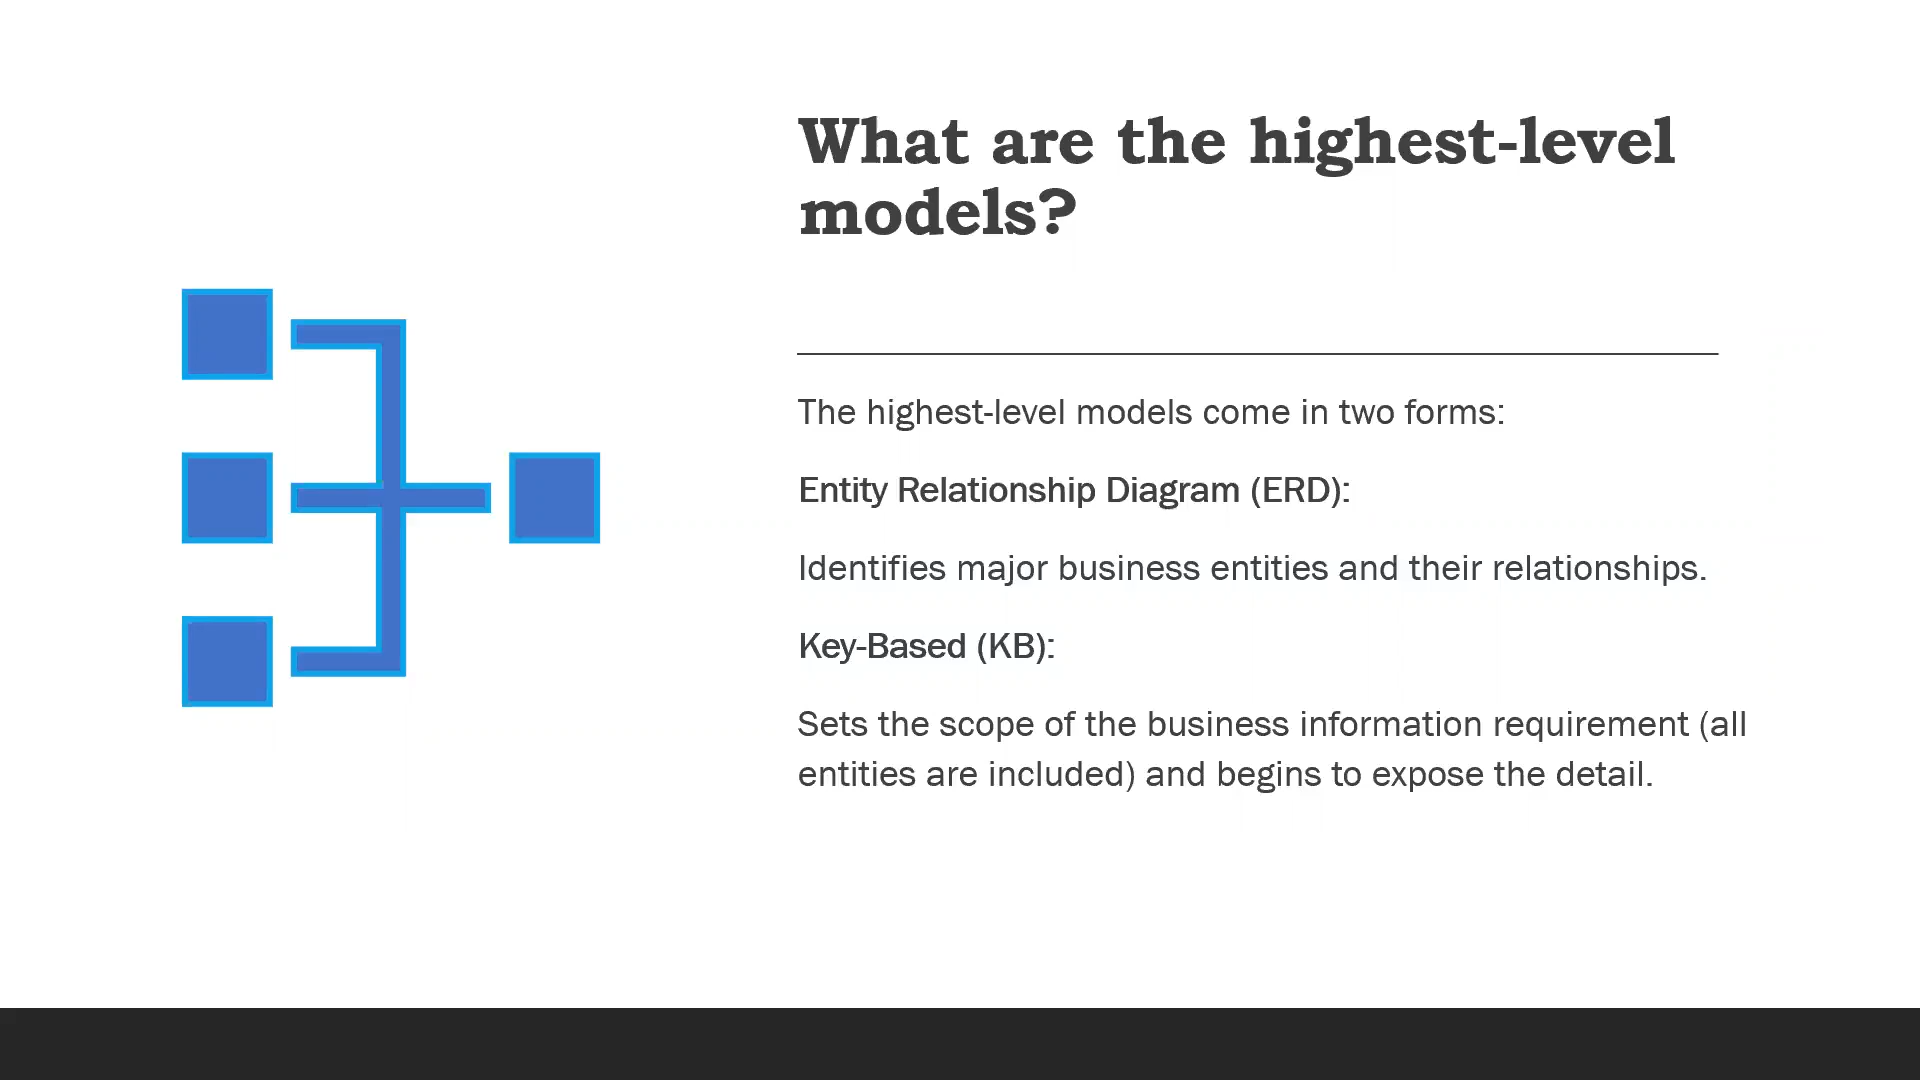 What are the highest-level
models?
The highest-level models come in two forms:
Entity Relationship Diagram (ERD):
Identifies major business entities and their relationships.
Key-Based (KB):
Sets the scope of the business information requirement (all
entities are included) and begins to expose the detail.